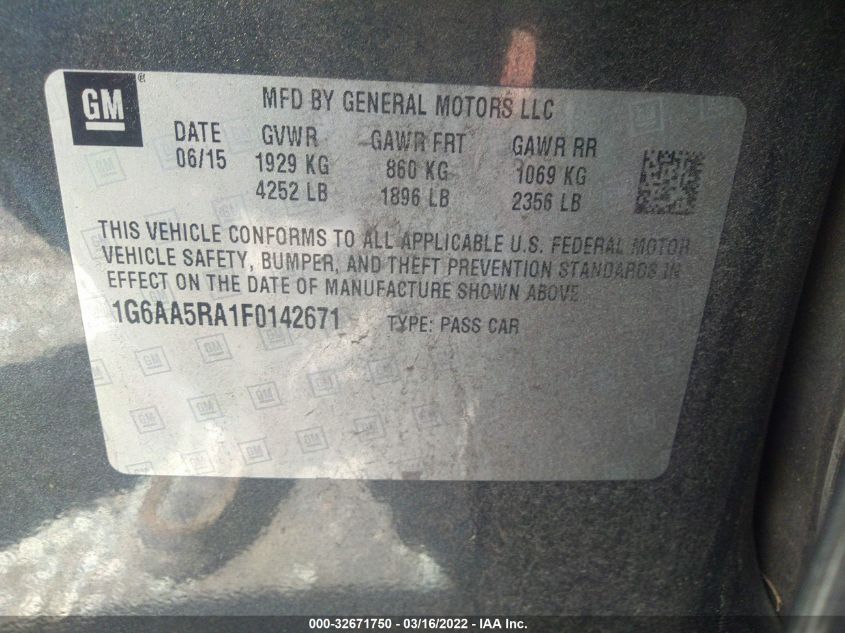 GM ®
MFD BY GENERAL MOTORS LLC
DATE GVWR GAWR FRT GAWR RR
06/15 1929 KG 860 KG 1069 KG
4252 LB 1896 LB 2356 LB
THIS VEHICLE CONFORMS TO ALL APPLICABLE U.S. FEDERAL MOTOR
VEHICLE SAFETY, BUMPER, AND THEFT PREVENTION STANDARDS IN
EFFECT ON THE DATE OF MANUFACTURE SHOWN ABOVE
1G6AA5RA1F0142671 TYPE: PASS CAR
000-32671750 - 03/16/2022 - IAA Inc.